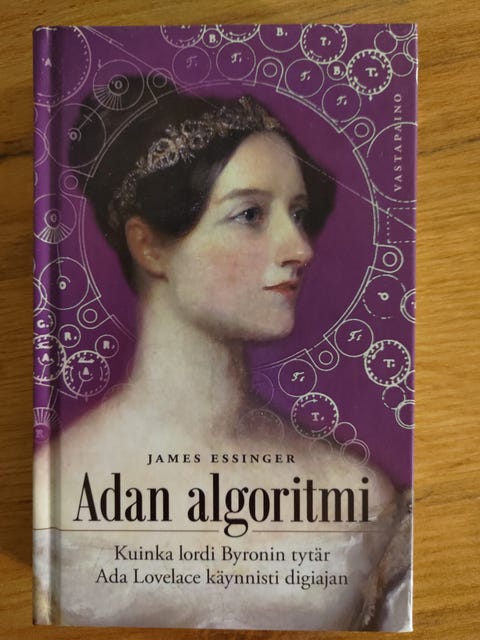 VASTAPAINO
JAMES ESSINGER
Adan algoritmi
Kuinka lordi Byronin tytär
Ada Lovelace käynnisti digiajan